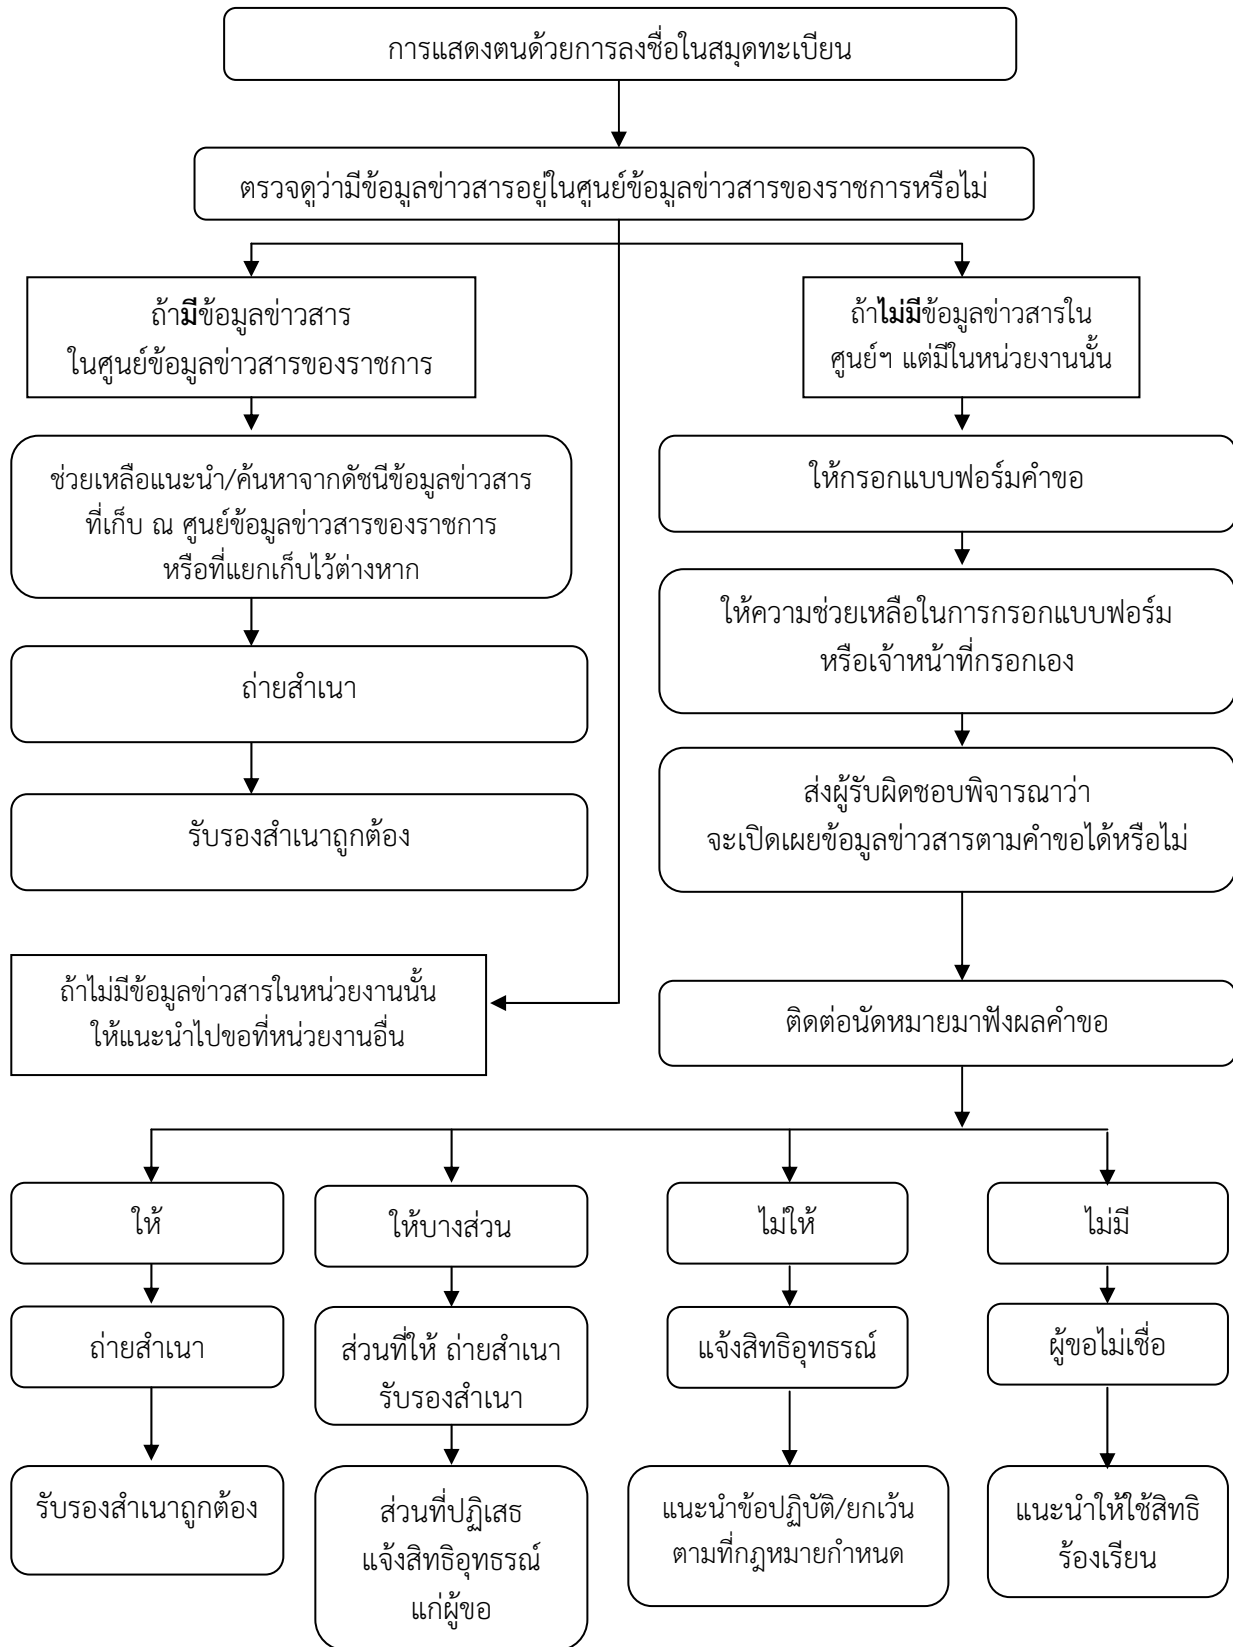 การแสดงตนด้วยการลงชื่อในสมุดทะเบียน
ตรวจดูว่ามีข้อมูลข่าวสารอยู่ในศูนย์ข้อมูลข่าวสารของราชการหรือไม่
ถ้ามีข้อมูลข่าวสาร
ในศูนย์ข้อมูลข่าวสารของราชการ
ช่วยเหลือแนะนำ/ค้นหาจากดัชนีข้อมูลข่าวสาร
ที่เก็บ ณ ศูนย์ข้อมูลข่าวสารของราชการ
หรือที่แยกเก็บไว้ต่างหาก
ถ่ายสำเนา
รับรองสำเนาถูกต้อง
ถ้าไม่มีข้อมูลข่าวสารในหน่วยงานนั้น
ให้แนะนำไปขอที่หน่วยงานอื่น
ถ้าไม่มีข้อมูลข่าวสารใน
ศูนย์ฯ แต่มีในหน่วยงานนั้น
ให้กรอกแบบฟอร์มคำขอ
ให้ความช่วยเหลือในการกรอกแบบฟอร์ม
หรือเจ้าหน้าที่กรอกเอง
ส่งผู้รับผิดชอบพิจารณาว่า
จะเปิดเผยข้อมูลข่าวสารตามคำขอได้หรือไม่
ติดต่อนัดหมายมาฟังผลคำขอ
ให้
ถ่ายสำเนา
รับรองสำเนาถูกต้อง
ให้บางส่วน
ส่วนที่ให้ ถ่ายสำเนา
รับรองสำเนา
ส่วนที่ปฏิเสธ
แจ้งสิทธิอุทธรณ์
แก่ผู้ขอ
ไม่ให้
แจ้งสิทธิอุทธรณ์
แนะนำข้อปฏิบัติ/ยกเว้น
ตามที่กฎหมายกำหนด
ไม่มี
ผู้ขอไม่เชื่อ
แนะนำให้ใช้สิทธิ
ร้องเรียน